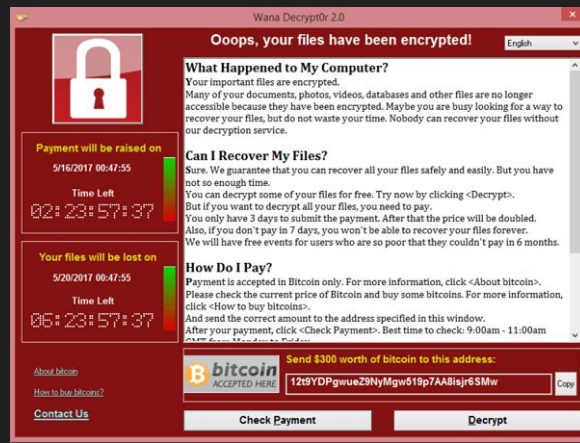 Wana Decrypt0r 2.0
Ooops, your files have been encrypted!
English
Payment will be raised on
5/16/2017 00:47:55
Time Left
02:23:57:37
Your files will be lost on
5/20/2017 00:47:55
Time Left
06:23:57:37
About bitcoin
How to buy bitcoins?
Contact Us
What Happened to My Computer?
Your important files are encrypted.
Many of your documents, photos, videos, databases and other files are no longer
accessible because they have been encrypted. Maybe you are busy looking for a way to
recover your files, but do not waste your time. Nobody can recover your files without
our decryption service.
Can I Recover My Files?
Sure. We guarantee that you can recover all your files safely and easily. But you have
not so enough time.
You can decrypt some of your files for free. Try now by clicking <Decrypt>.
But if you want to decrypt all your files, you need to pay.
You only have 3 days to submit the payment. After that the price will be doubled.
Also, if you don't pay in 7 days, you won't be able to recover your files forever.
We will have free events for users who are so poor that they couldn't pay in 6 months.
How Do I Pay?
Payment is accepted in Bitcoin only. For more information, click <About bitcoin>.
Please check the current price of Bitcoin and buy some bitcoins. For more information,
click <How to buy bitcoins>.
And send the correct amount to the address specified in this window.
After your payment, click <Check Payment>. Best time to check: 9:00am - 11:00am
GMT from Monday to Friday.
bitcoin
ACCEPTED HERE
Send $300 worth of bitcoin to this address:
12t9YDPgwueZ9NyMgw519p7AA8isjr6SMw
Copy
Check Payment
Decrypt